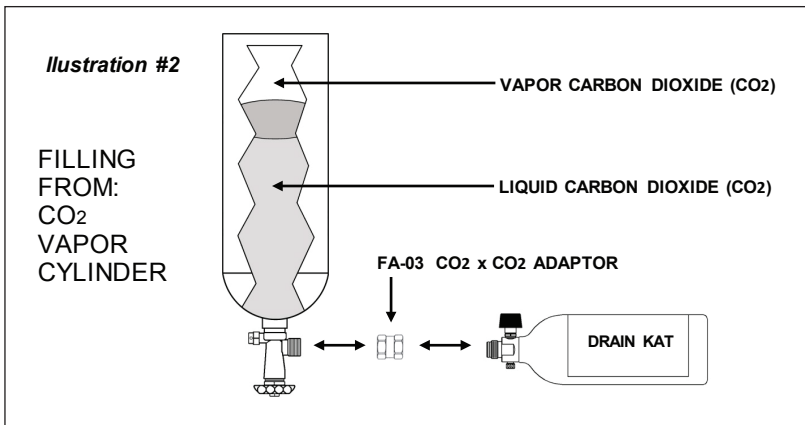 Ilustration #2
VAPOR CARBON DIOXIDE (CO2)
FILLING
FROM:
CO2
VAPOR
CYLINDER
LIQUID CARBON DIOXIDE (CO2)
FA-03 CO2 x CO2 ADAPTOR
DRAIN KAT